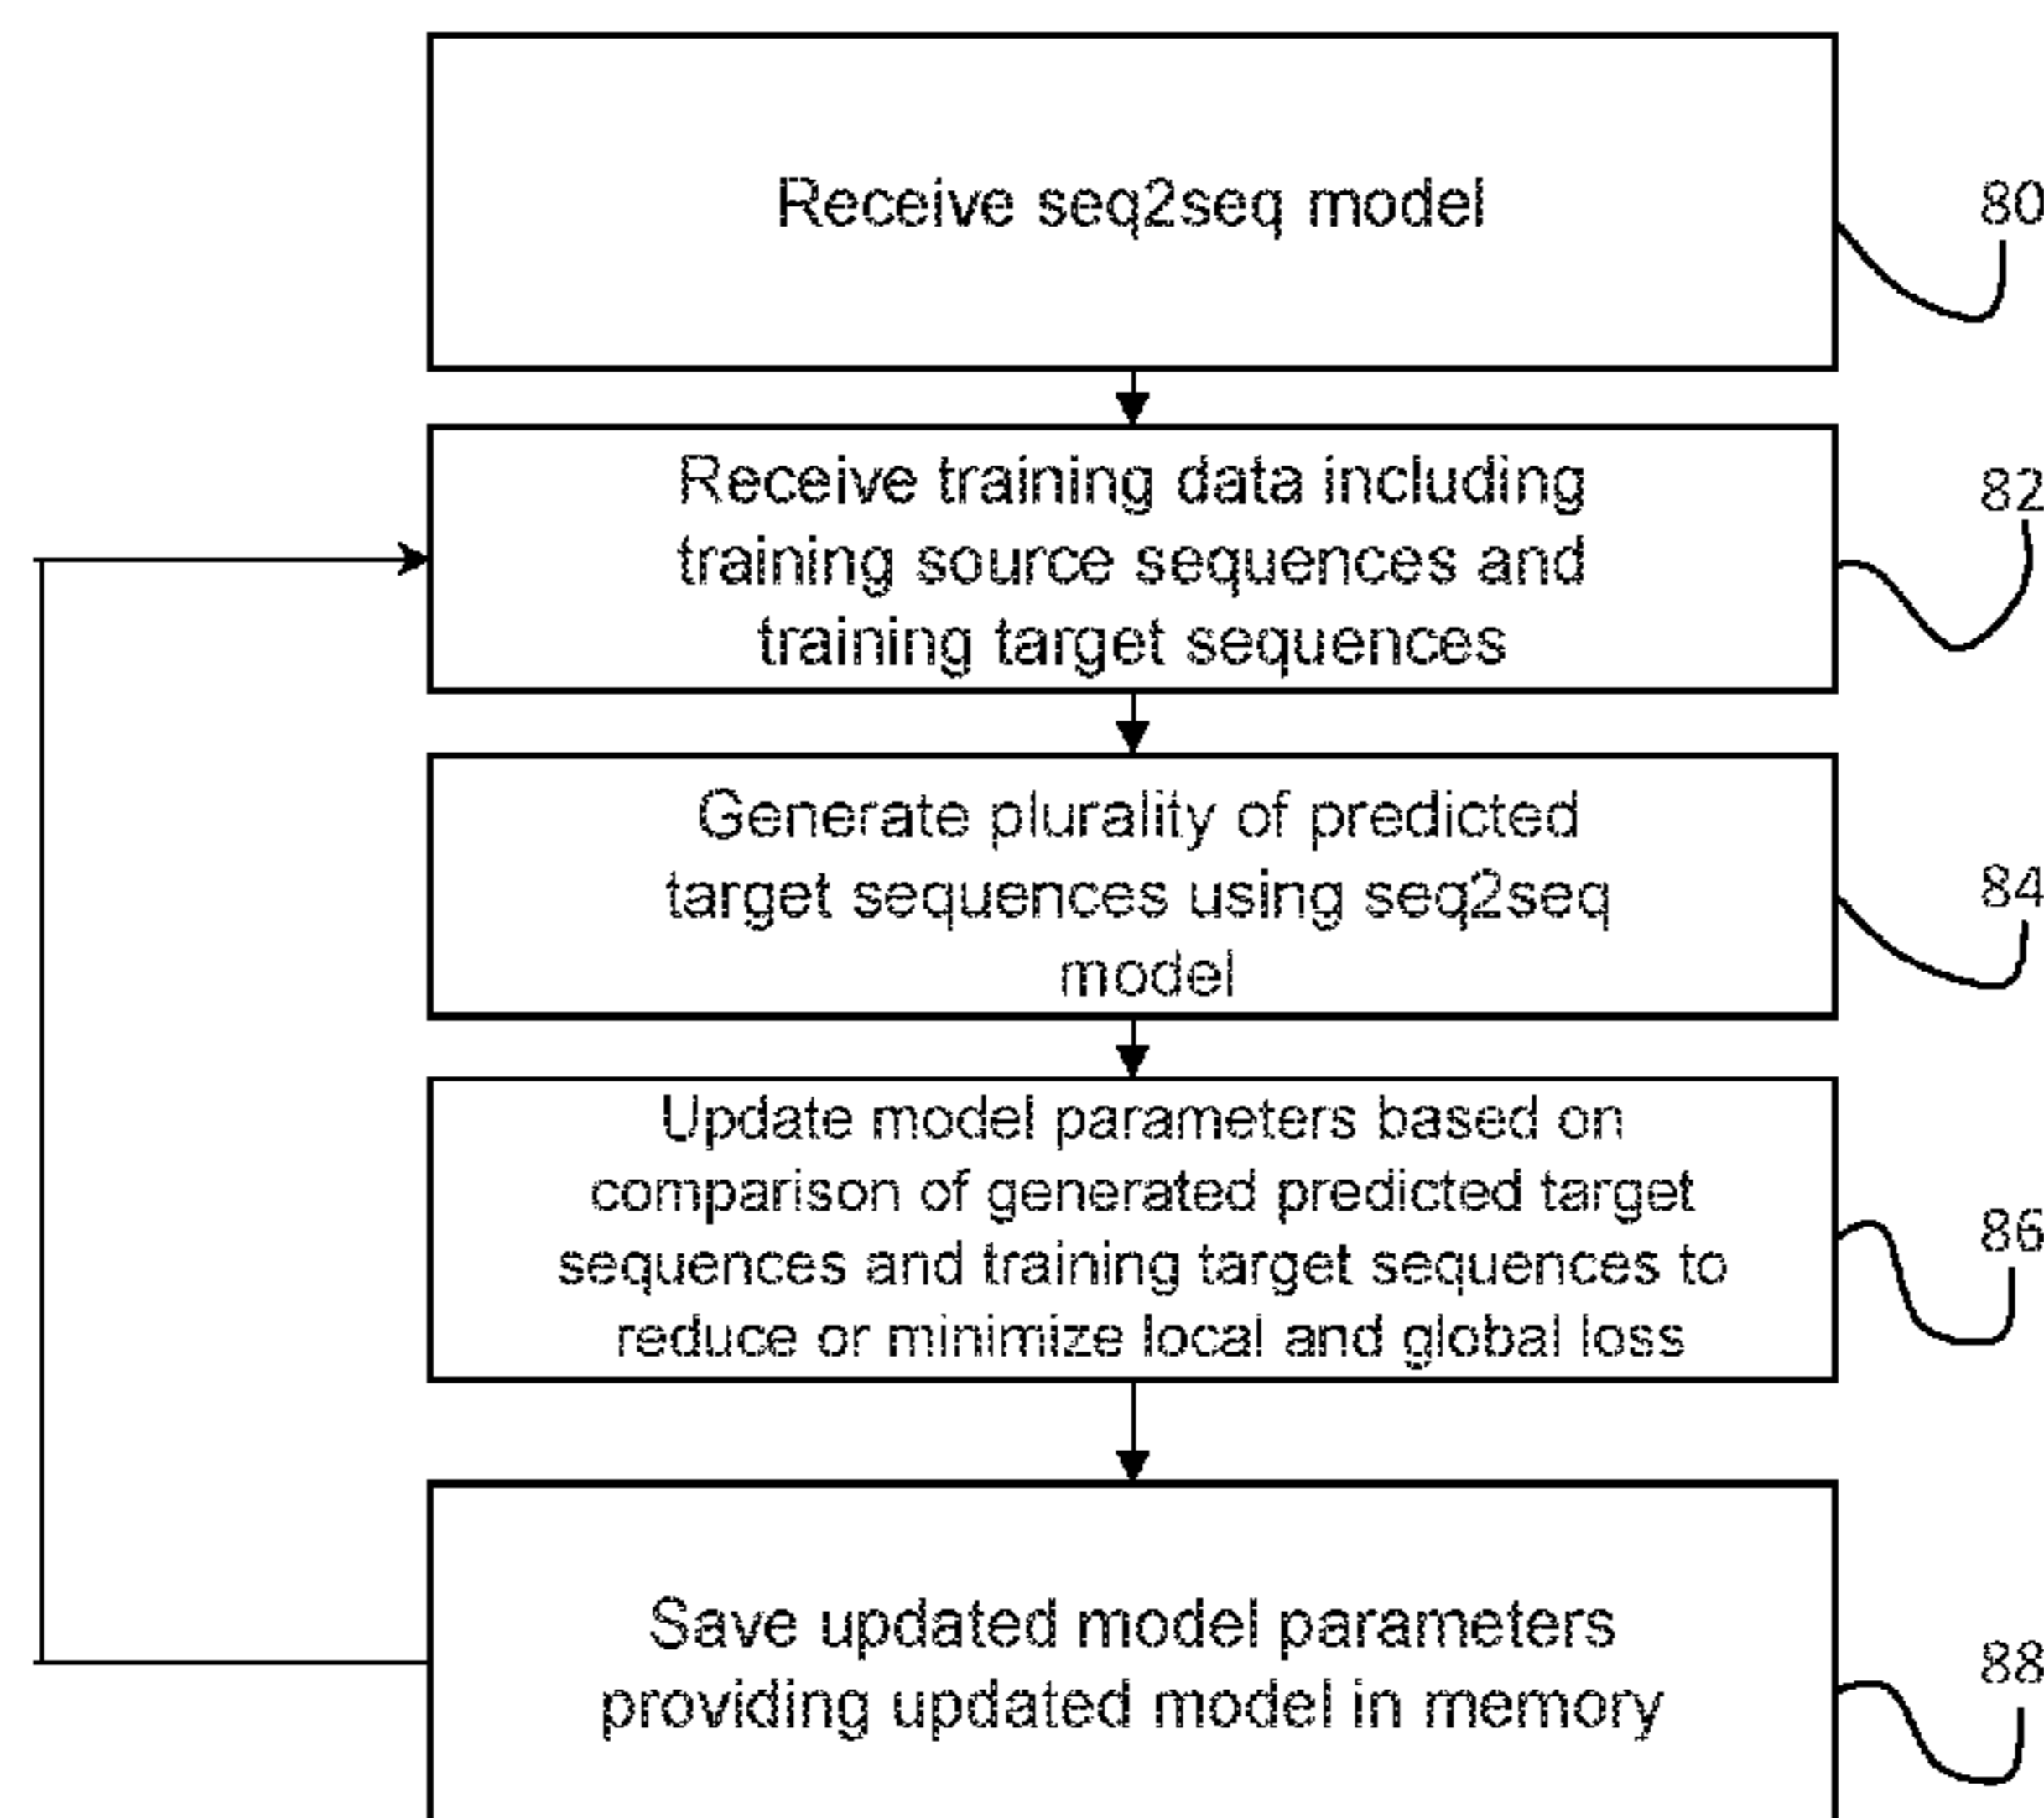 Receive seq2seq model
80
Receive training data including
training source sequences and
training target sequences
82
Generate plurality of predicted
target sequences using seq2seq
model
84
Update model parameters based on
comparison of generated predicted target
sequences and training target sequences to
reduce or minimize local and global loss
86
Save updated model parameters
providing updated model in memory
88